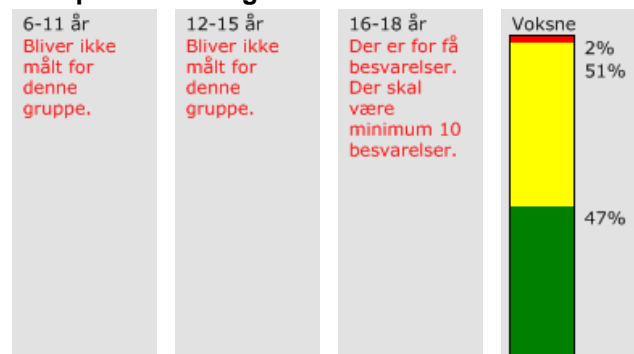 6-11 år
Bliver ikke
målt for
denne
gruppe.
12-15 år
Bliver ikke
målt for
denne
gruppe.
16-18 år
Der er for få
besvarelser.
Der skal
være
minimum 10
besvarelser.
Voksne
2%
51%
47%